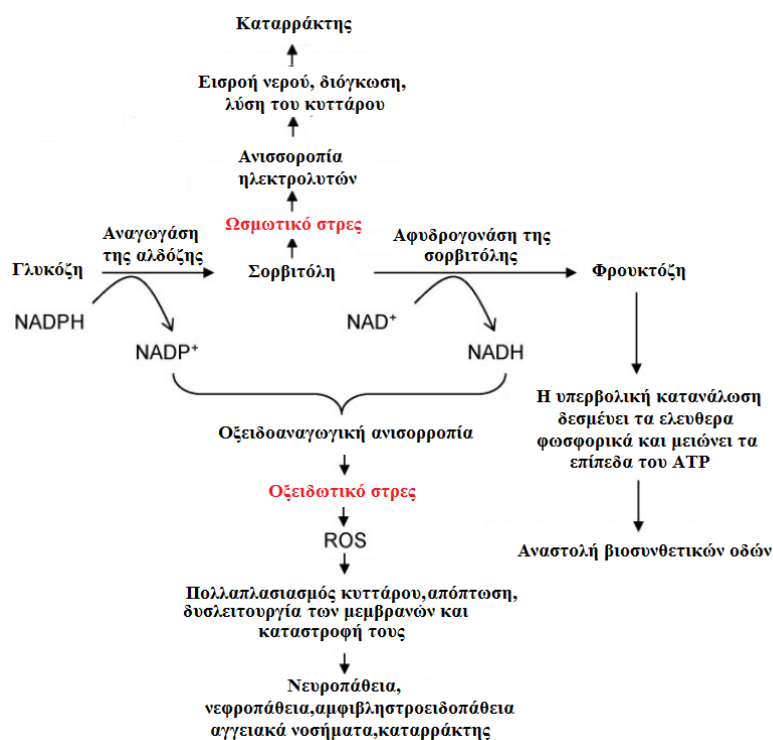 Καταρράκτης
Εισροή νερού, διόγκωση,
λύση του κυττάρου
Ανισσοροπία
ηλεκτρολυτών
Ωσμωτικό στρες
Αναγωγάση
της αλδόζης
Αφυδρογονάση της
σορβιτόλης
Γλυκόζη
Σορβιτόλη
Φρουκτόζη
NADPH
NADP+
NAD+
NADH
Η υπερβολική κατανάλωση
δεσμέυει τα ελευθερα
φωσφορικά και μειώνει τα
επίπεδα του ATP
Αναστολή βιοσυνθετικών οδών
Οξειδοαναγωγική ανισορροπία
Οξειδωτικό στρες
ROS
Πολλαπλασιασμός κυττάρου,απόπτωση,
δυσλειτουργία των μεμβρανών και
καταστροφή τους
Νευροπάθεια,
νεφροπάθεια,αμφιβληστροειδοπάθεια
αγγειακά νοσήματα,καταρράκτης